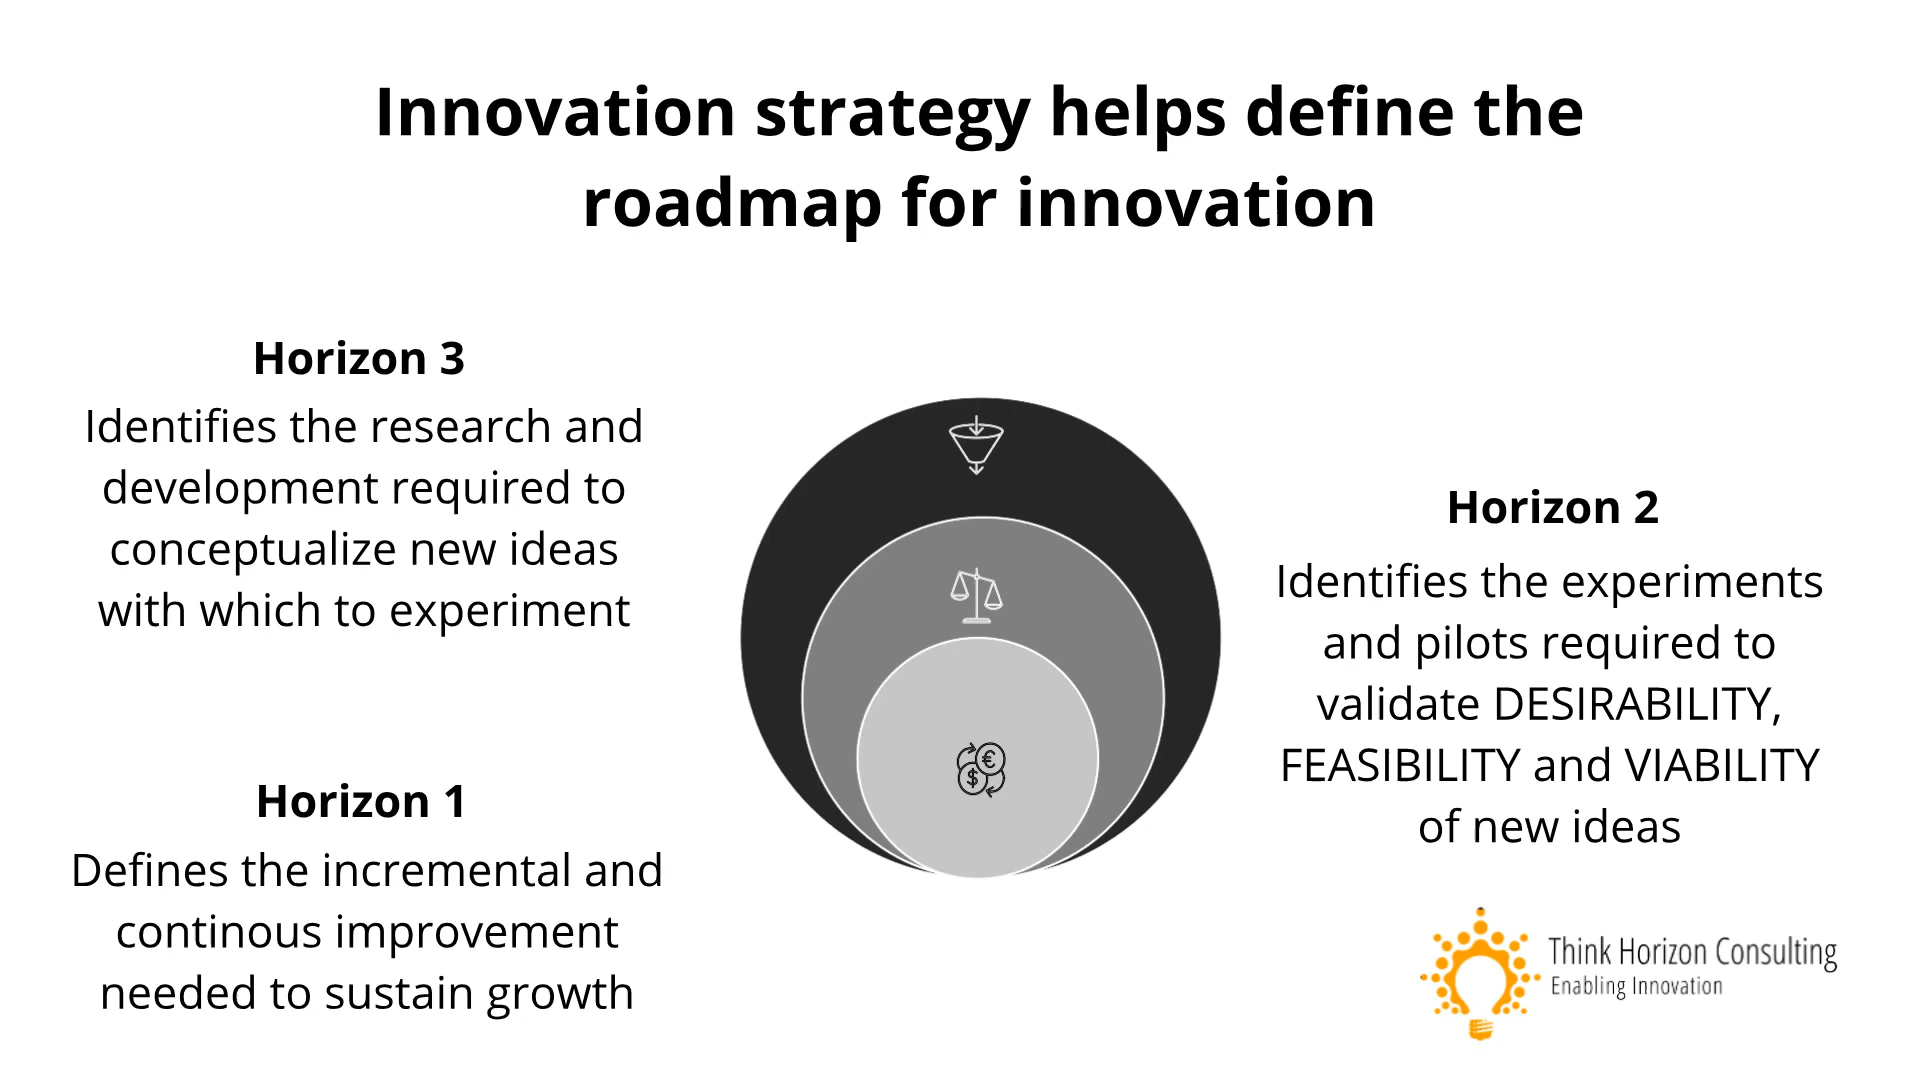 Innovation strategy helps define the
roadmap for innovation
Horizon 3
Identifies the research and
development required to
conceptualize new ideas
with which to experiment
Horizon 2
Identifies the experiments
and pilots required to
validate DESIRABILITY,
FEASIBILITY and VIABILITY
of new ideas
Horizon 1
Defines the incremental and
continous improvement
needed to sustain growth
€
$
Think Horizon Consulting
Enabling Innovation